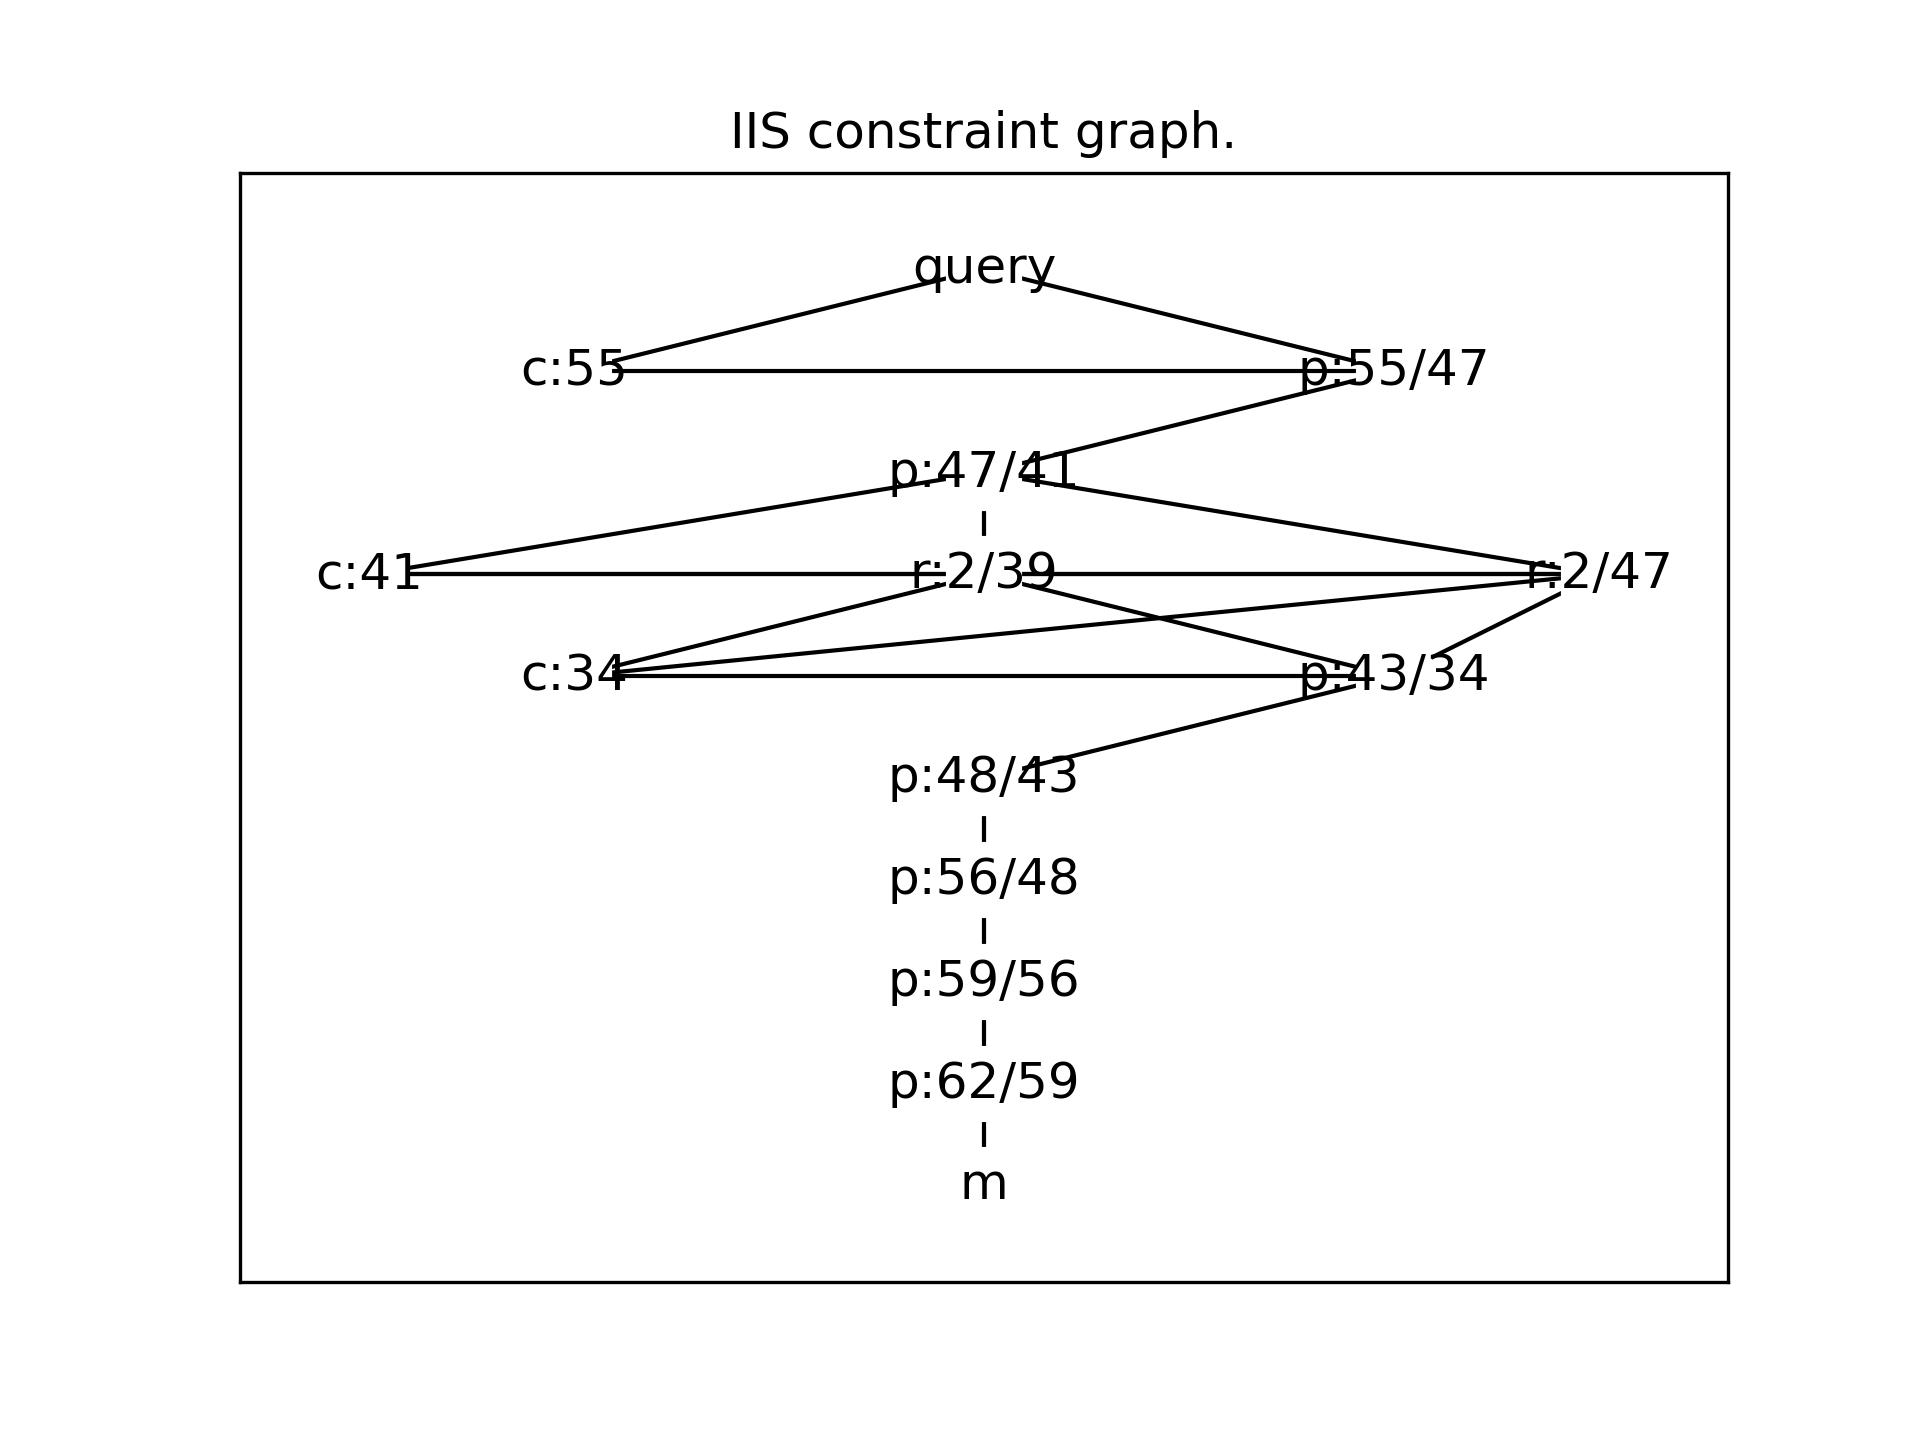 IIS constraint graph.
query
c:55 p:55/47
p:47/41
c:41 r:2/39 r:2/47
c:34 p:43/34
p:48/43
p:56/48
p:59/56
p:62/59
m